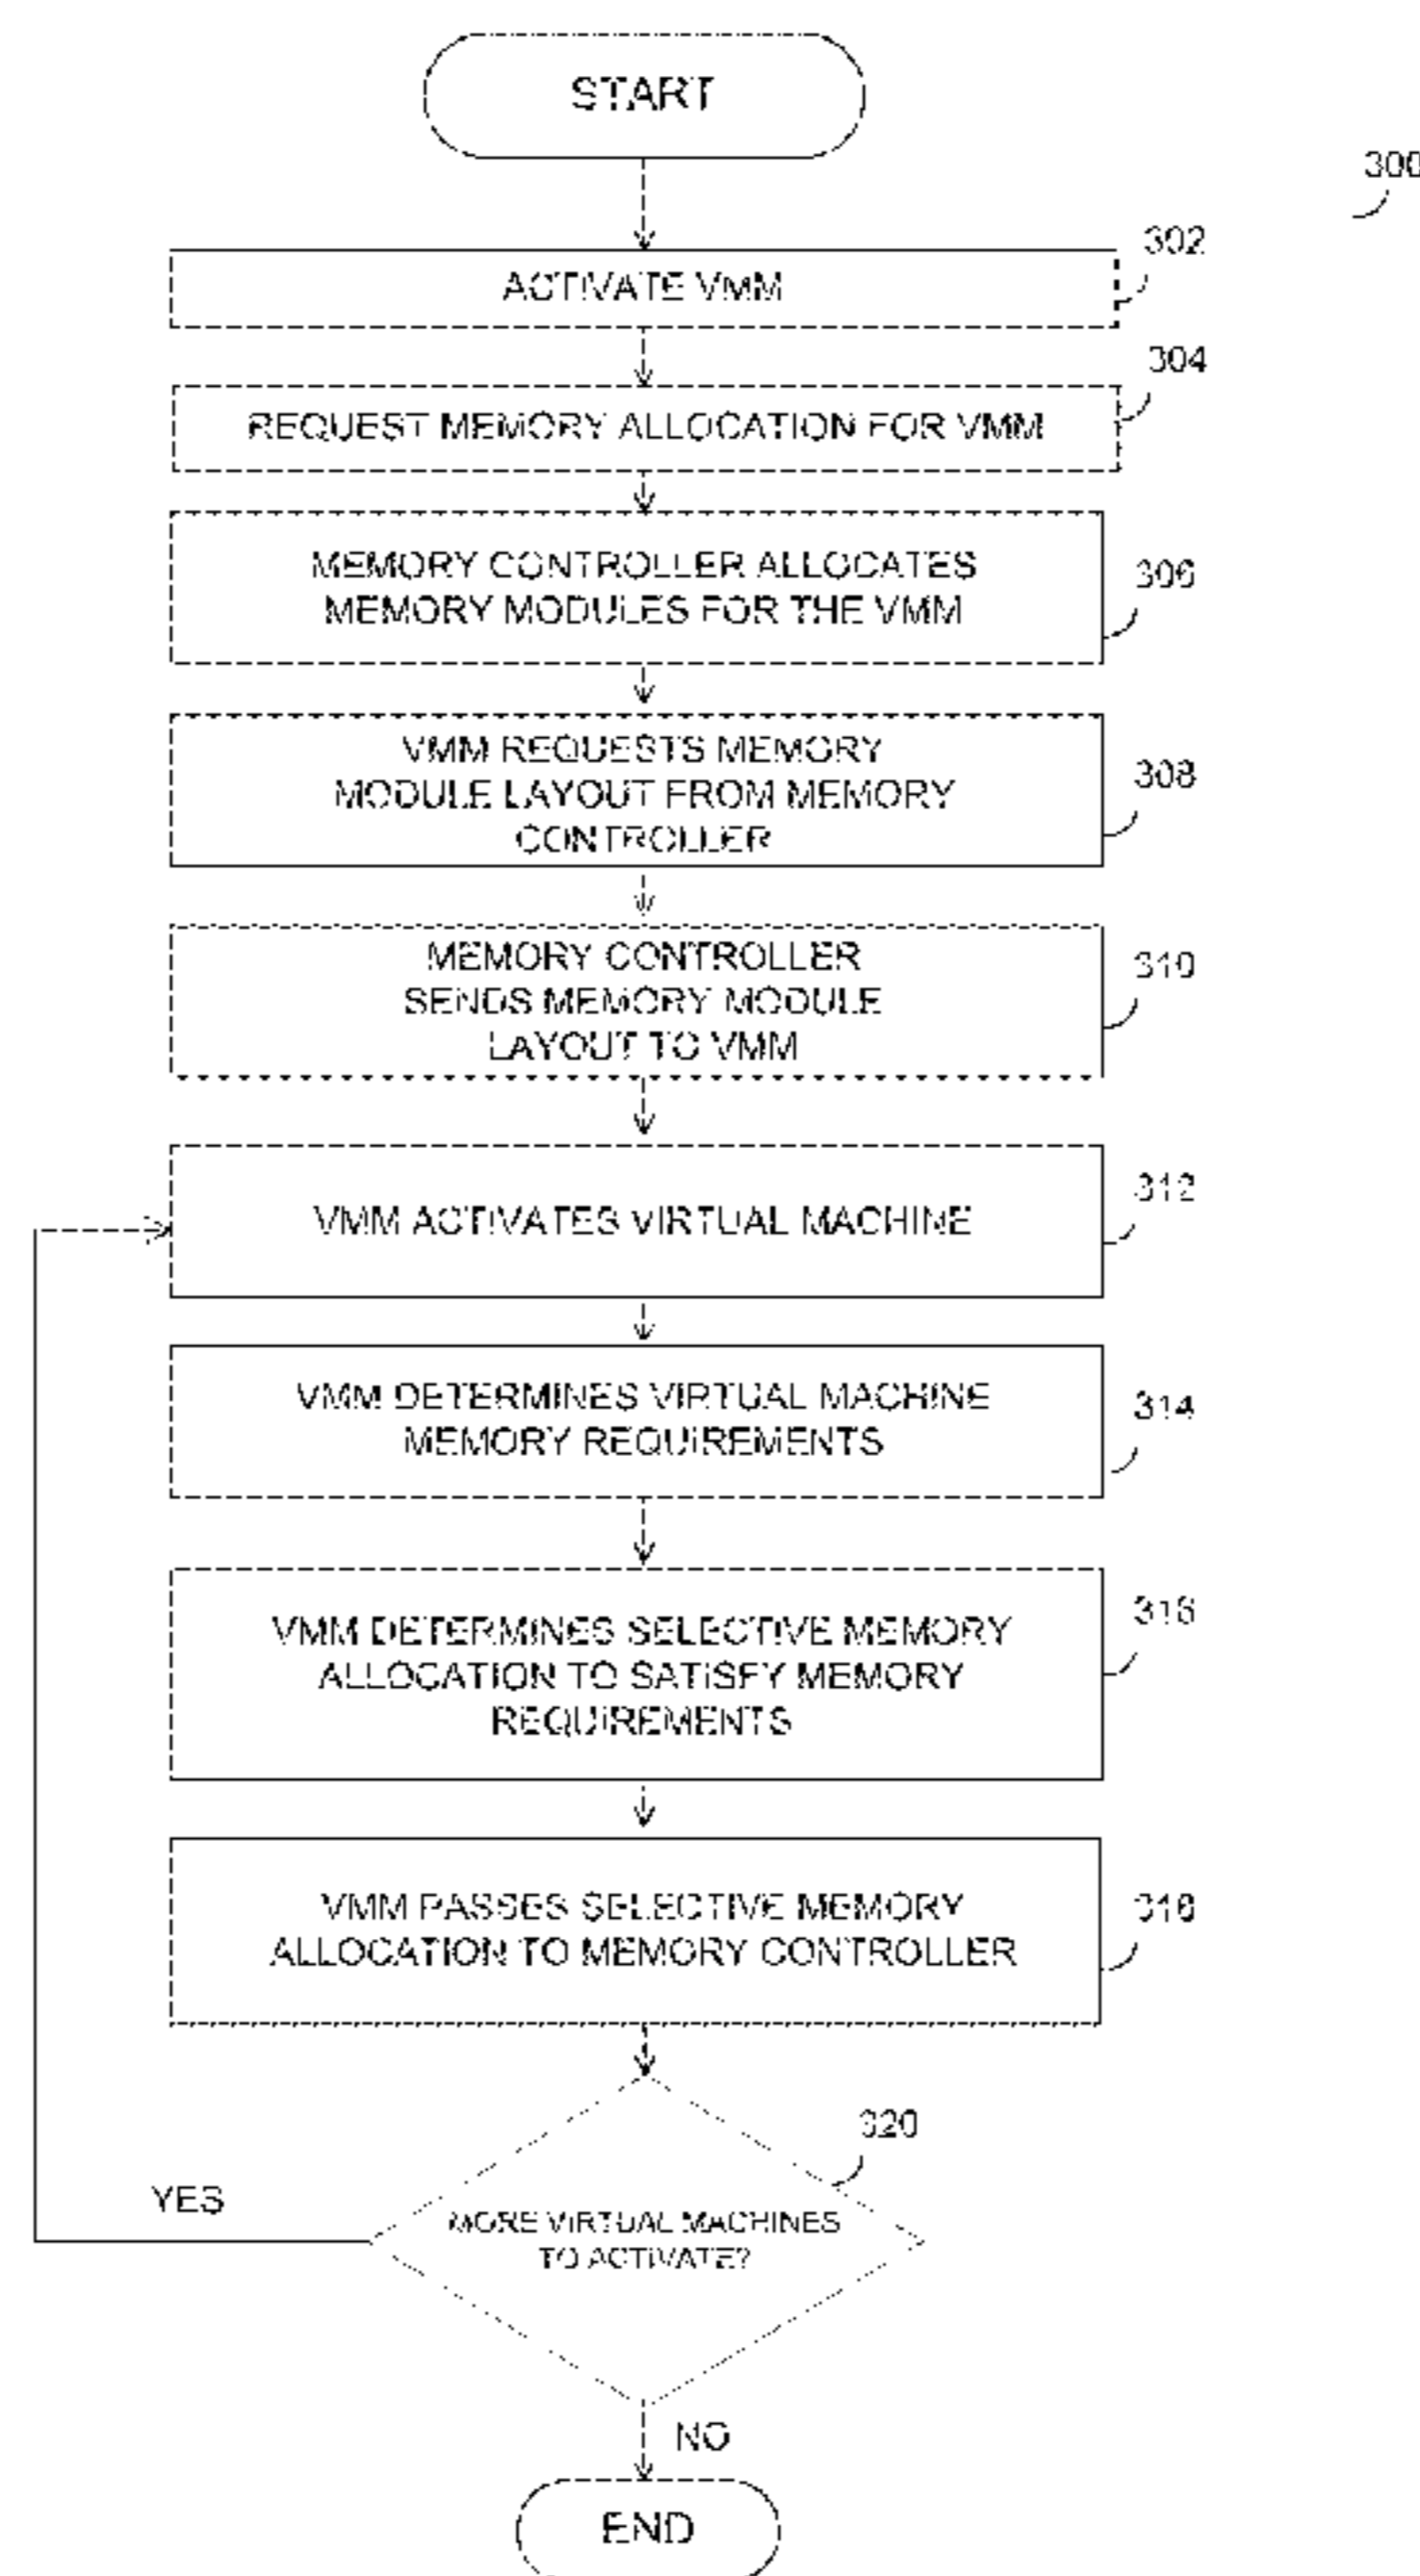 START
300
302
ACTIVATE VMM
304
REQUEST MEMORY ALLOCATION FOR VMM
MEMORY CONTROLLER ALLOCATES
MEMORY MODULES FOR THE VMM
306
VMM REQUESTS MEMORY
MODULE LAYOUT FROM MEMORY
CONTROLLER
308
MEMORY CONTROLLER
SENDS MEMORY MODULE
LAYOUT TO VMM
310
VMM ACTIVATES VIRTUAL MACHINE
312
VMM DETERMINES VIRTUAL MACHINE
MEMORY REQUIREMENTS
314
VMM DETERMINES SELECTIVE MEMORY
ALLOCATION TO SATISFY MEMORY
REQUIREMENTS
316
VMM PASSES SELECTIVE MEMORY
ALLOCATION TO MEMORY CONTROLLER
318
320
MORE VIRTUAL MACHINES
TO ACTIVATE?
YES
NO
END